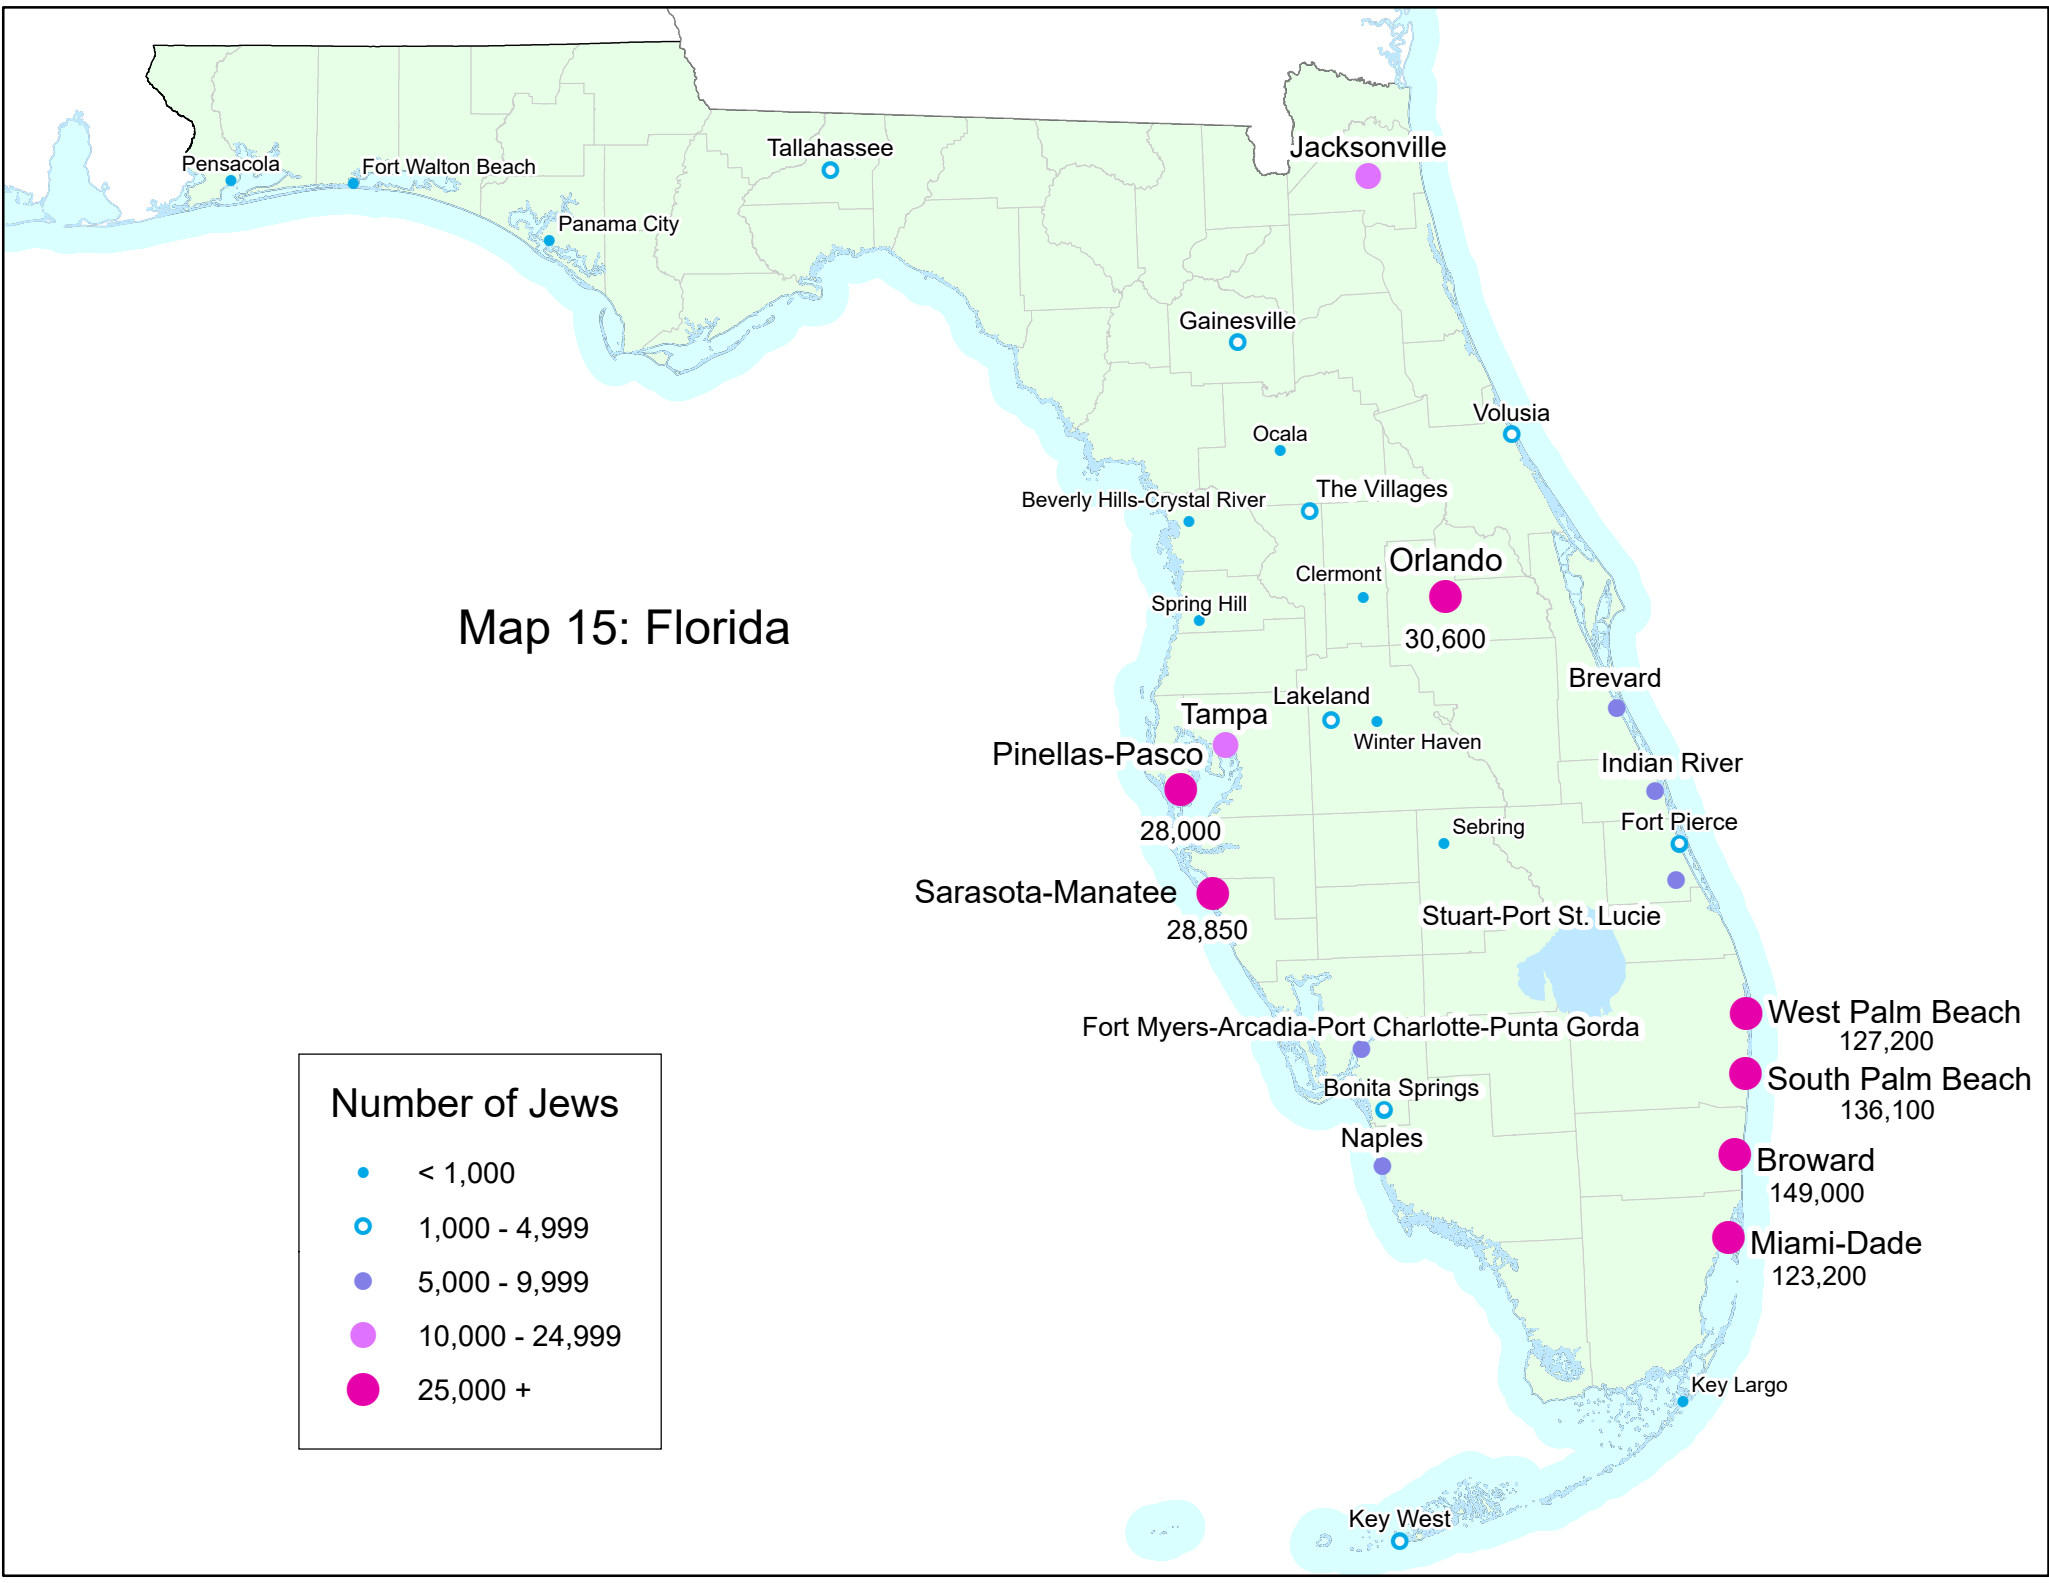 Pensacola
Fort Walton Beach
Panama City
Tallahassee
Jacksonville
Gainesville
Volusia
Ocala
The Villages
Beverly Hills-Crystal River
Orlando
30,600
Clermont
Spring Hill
Map 15: Florida
Brevard
Lakeland
Winter Haven
Tampa
Pinellas-Pasco
28,000
Indian River
Fort Pierce
Sebring
Sarasota-Manatee
28,850
Stuart-Port St. Lucie
West Palm Beach
127,200
Fort Myers-Arcadia-Port Charlotte-Punta Gorda
South Palm Beach
136,100
Bonita Springs
Naples
Broward
149,000
Miami-Dade
123,200
Key Largo
Key West
Number of Jews
< 1,000
1,000 - 4,999
5,000 - 9,999
10,000 - 24,999
25,000 +